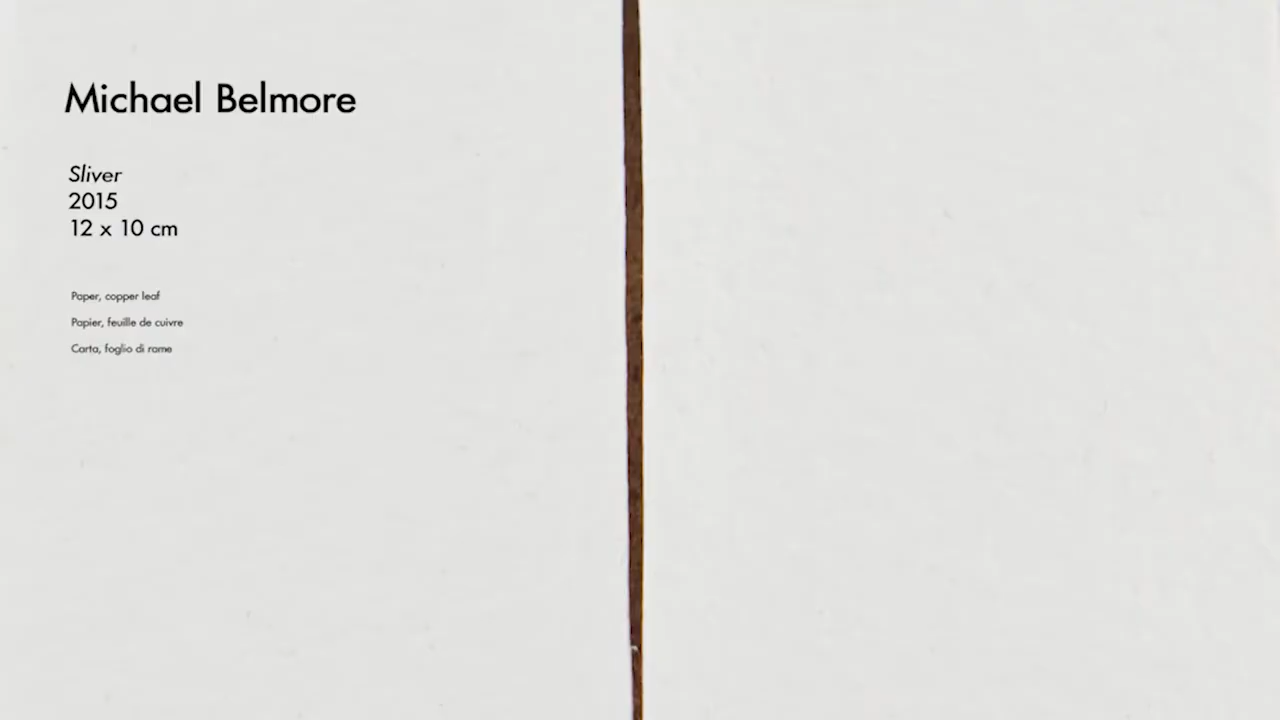 Michael Belmore
Sliver
2015
12 x 10 cm
Paper, copper leaf
Papier, feuille de cuivre
Carta, foglio di rame